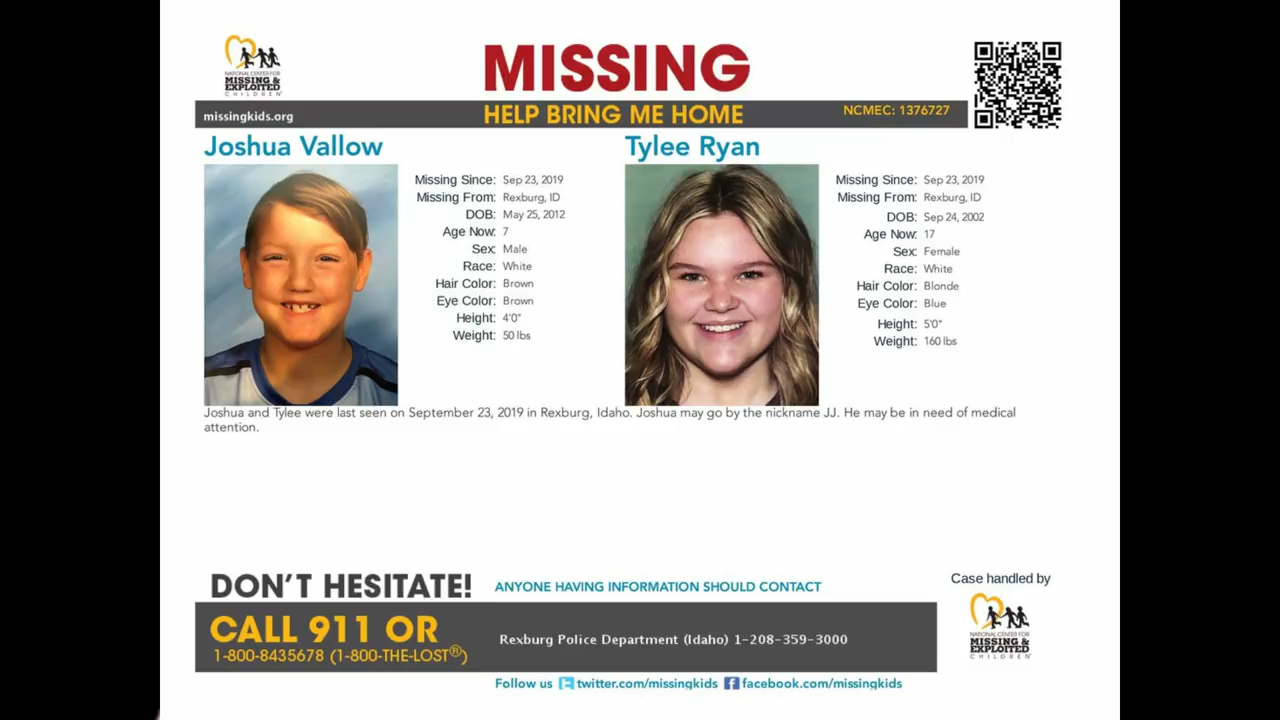 NATIONAL CENTER FOR
MISSING &
EXPLOITED
CHILDREN
MISSING
missingkids.org
HELP BRING ME HOME
NCMEC: 1376727
Joshua Vallow
Missing Since: Sep 23, 2019
Missing From: Rexburg, ID
DOB: May 25, 2012
Age Now: 7
Sex: Male
Race: White
Hair Color: Brown
Eye Color: Brown
Height: 4'0"
Weight: 50 lbs
Tylee Ryan
Missing Since: Sep 23, 2019
Missing From: Rexburg, ID
DOB: Sep 24, 2002
Age Now: 17
Sex: Female
Race: White
Hair Color: Blonde
Eye Color: Blue
Height: 5'0"
Weight: 160 lbs
Joshua and Tylee were last seen on September 23, 2019 in Rexburg, Idaho. Joshua may go by the nickname JJ. He may be in need of medical
attention.
DON'T HESITATE!
CALL 911 OR
1-800-8435678 (1-800-THE-LOST®)
ANYONE HAVING INFORMATION SHOULD CONTACT
Rexburg Police Department (Idaho) 1-208-359-3000
Follow us twitter.com/missingkids facebook.com/missingkids
Case handled by
NATIONAL CENTER FOR
MISSING &
EXPLOITED
CHILDREN